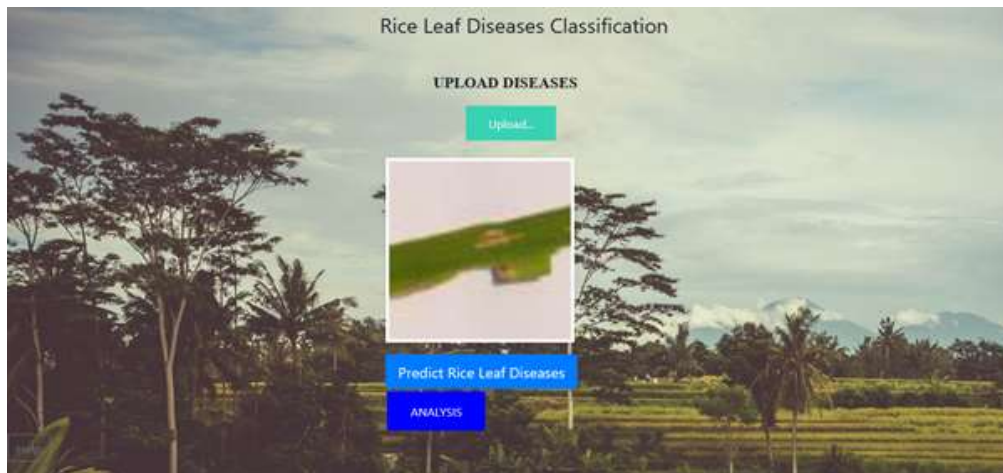 Rice Leaf Diseases Classification
UPLOAD DISEASES
Upload...
Predict Rice Leaf Diseases
ANALYSIS